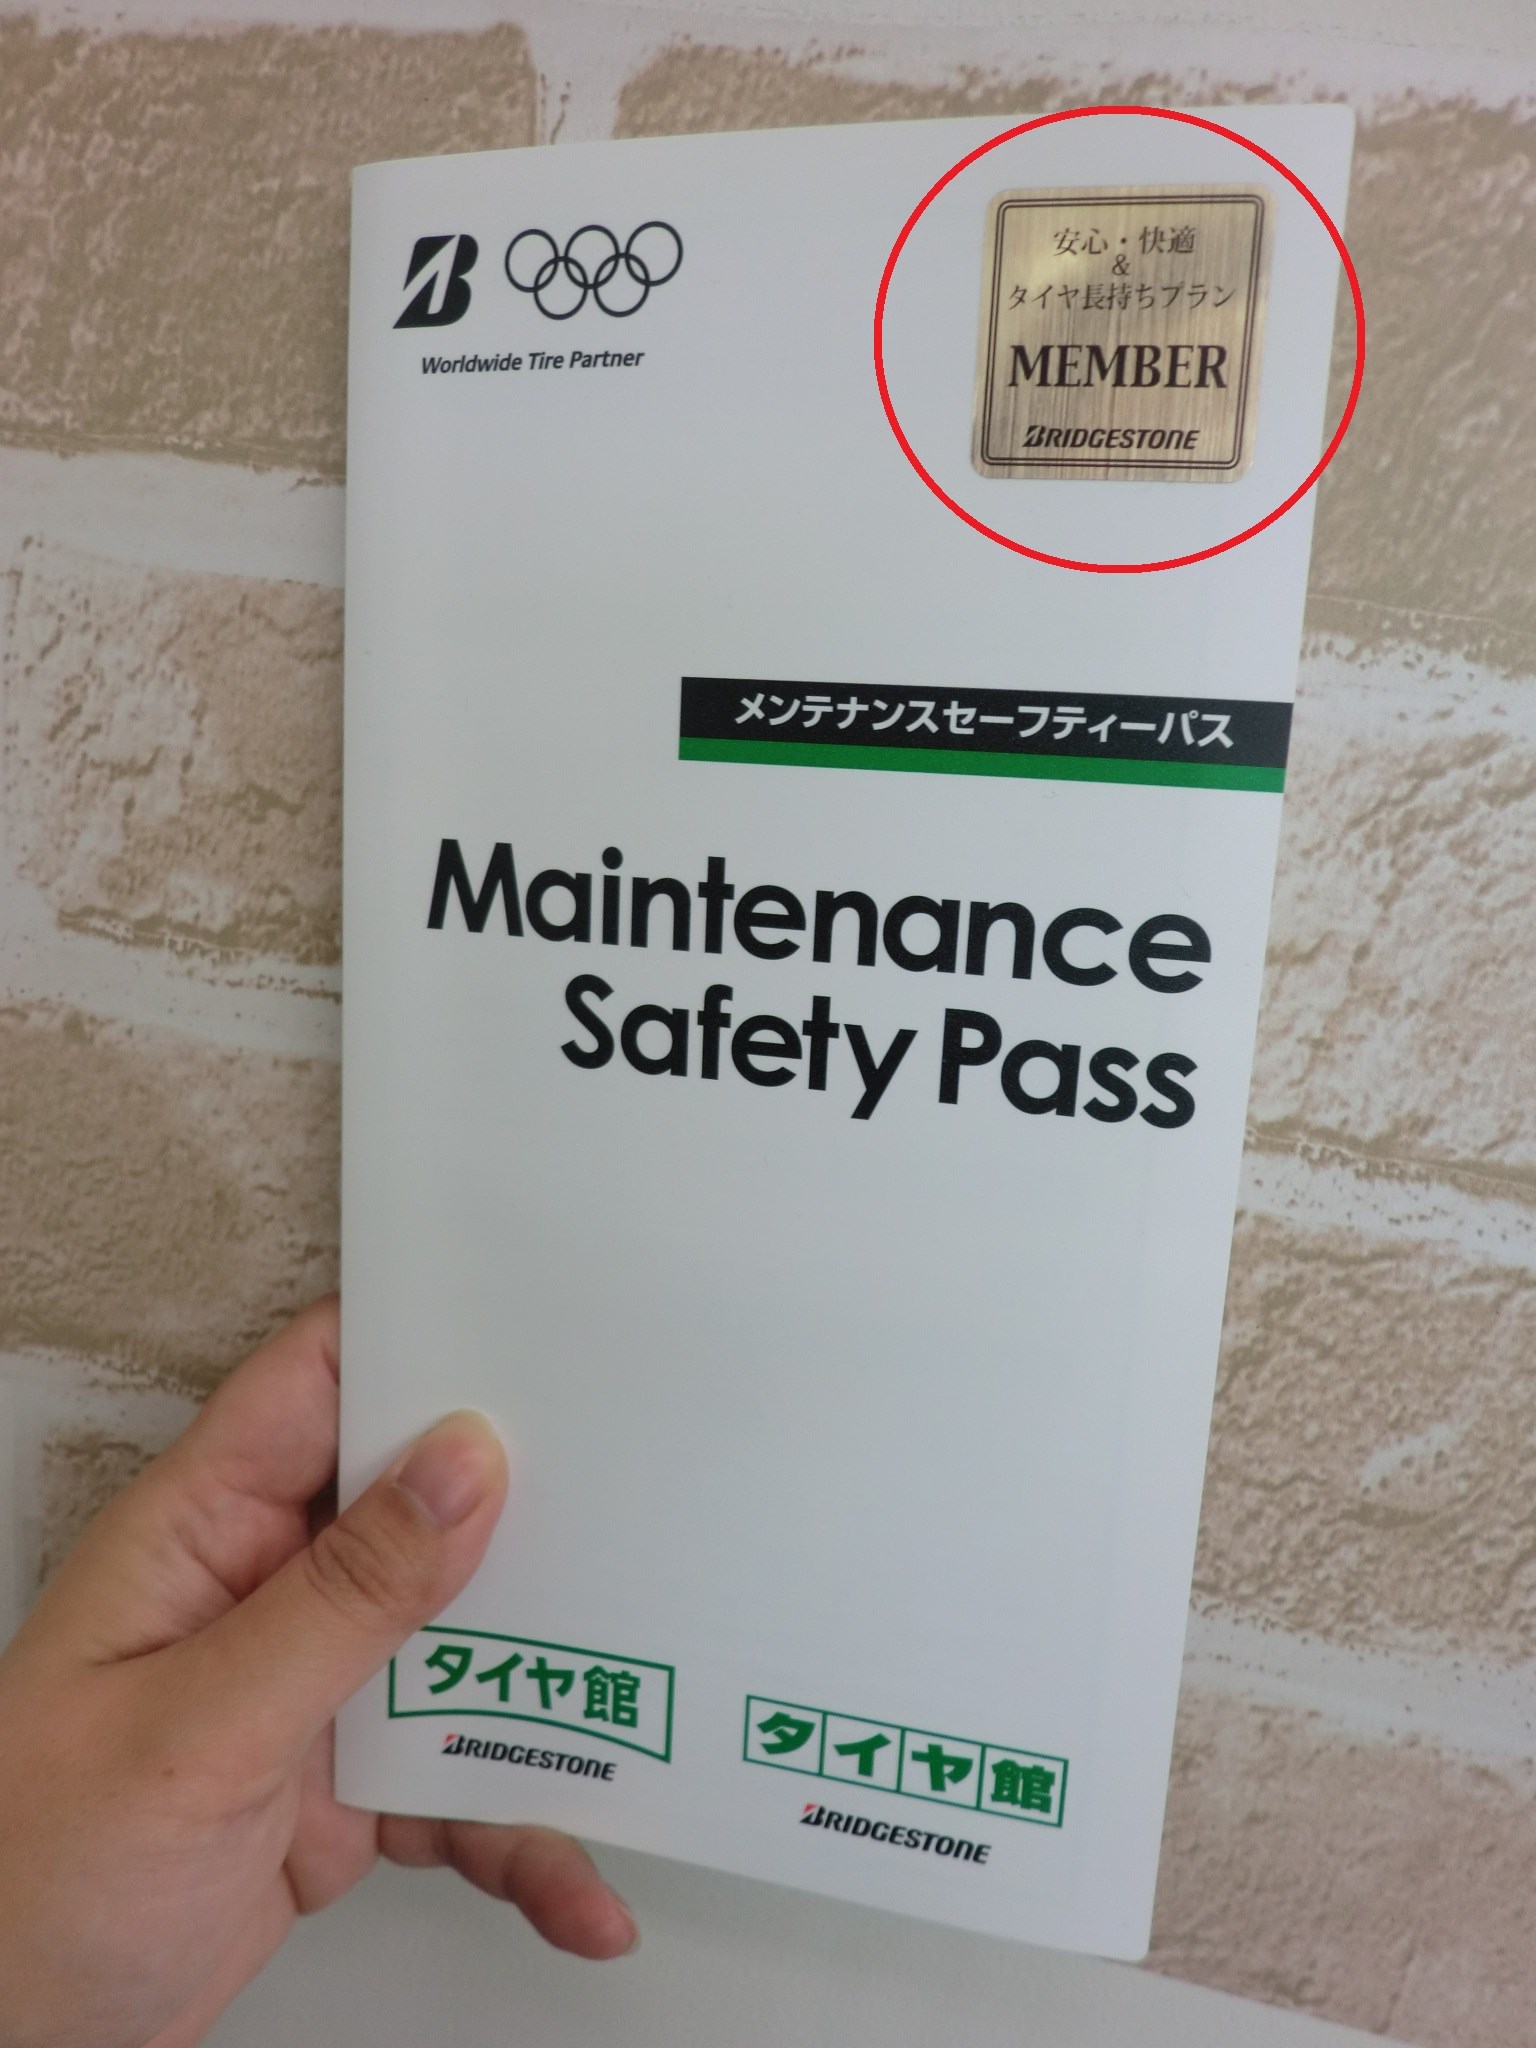 Worldwide Tire Partner
安心・快適
&
タイヤ長持ちプラン
MEMBER
BRIDGESTONE
メンテナンスセーフティーパス
Maintenance
Safety Pass
タイヤ館
BRIDGESTONE
タイヤ館
BRIDGESTONE